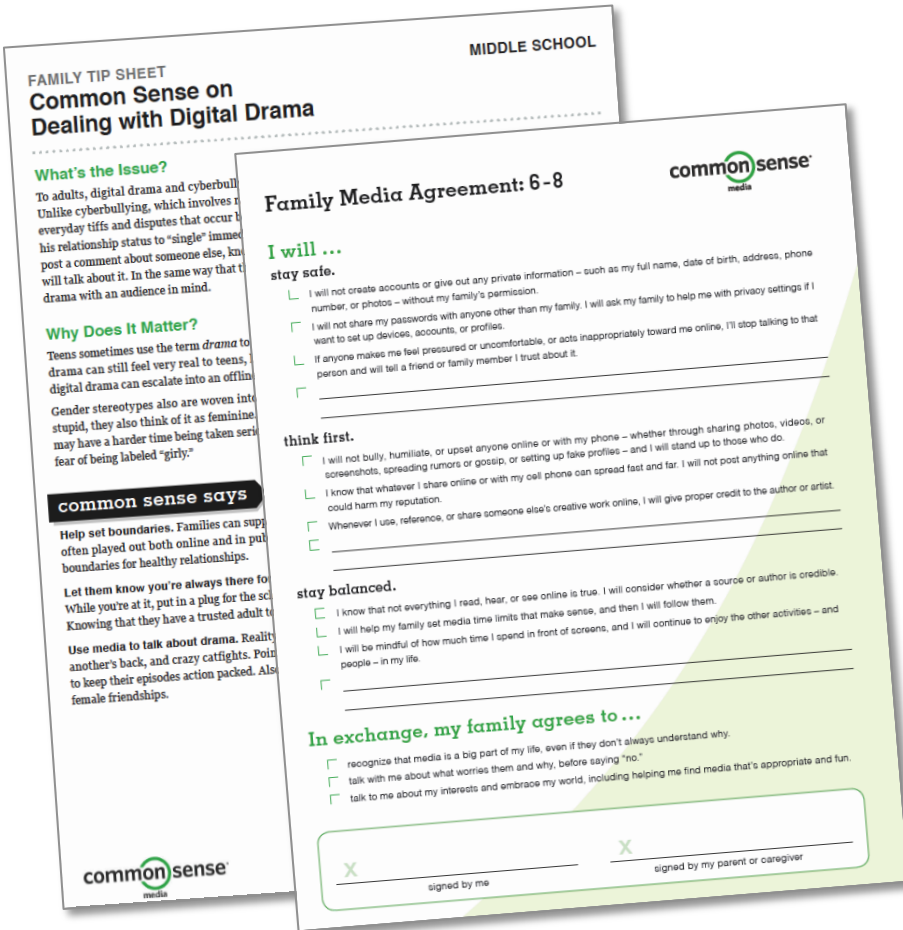 FAMILY TIP SHEET
MIDDLE SCHOOL
Common Sense on
Dealing with Digital Drama
What's the Issue?
To adults, digital drama and cyberbull
Unlike cyberbullying, which involves
everyday tiffs and disputes that occur
his relationship status to “single” immed
post a comment about someone else, kn
will talk about it. In the same way that
drama with an audience in mind.
Why Does It Matter?
Teens sometimes use the term drama to
drama can still feel very real to teens,
digital drama can escalate into an offlin
Gender stereotypes also are woven into
stupid, they also think of it as feminine.
may have a harder time being taken seri
fear of being labeled “girly.”
common sense says
Help set boundaries. Families can supp
often played out both online and in pub
boundaries for healthy relationships.
Let them know you're always there fo
While you're at it, put in a plug for the sc
Knowing that they have a trusted adult to
Use media to talk about drama. Reality
another's back, and crazy catfights. Poin
to keep their episodes action packed. Als
female friendships.
common sense
media
Family Media Agreement: 6-8
common sense
media
I will ...
stay safe.
I will not create accounts or give out any private information – such as my full name, date of birth, address, phone
number, or photos – without my family's permission.
I will not share my passwords with anyone other than my family. I will ask my family to help me with privacy settings if I
want to set up devices, accounts, or profiles.
If anyone makes me feel pressured or uncomfortable, or acts inappropriately toward me online, I'll stop talking to that
person and will tell a friend or family member I trust about it.
think first.
I will not bully, humiliate, or upset anyone online or with my phone – whether through sharing photos, videos, or
screenshots, spreading rumors or gossip, or setting up fake profiles – and I will stand up to those who do.
I know that whatever I share online or with my cell phone can spread fast and far. I will not post anything online that
could harm my reputation.
Whenever I use, reference, or share someone else's creative work online, I will give proper credit to the author or artist.
stay balanced.
I know that not everything I read, hear, or see online is true. I will consider whether a source or author is credible.
I will help my family set media time limits that make sense, and then I will follow them.
I will be mindful of how much time I spend in front of screens, and I will continue to enjoy the other activities – and
people – in my life.
In exchange, my family agrees to ...
recognize that media is a big part of my life, even if they don't always understand why.
talk with me about what worries them and why, before saying “no.”
talk to me about my interests and embrace my world, including helping me find media that's appropriate and fun.
x
x
signed by me
signed by my parent or caregiver